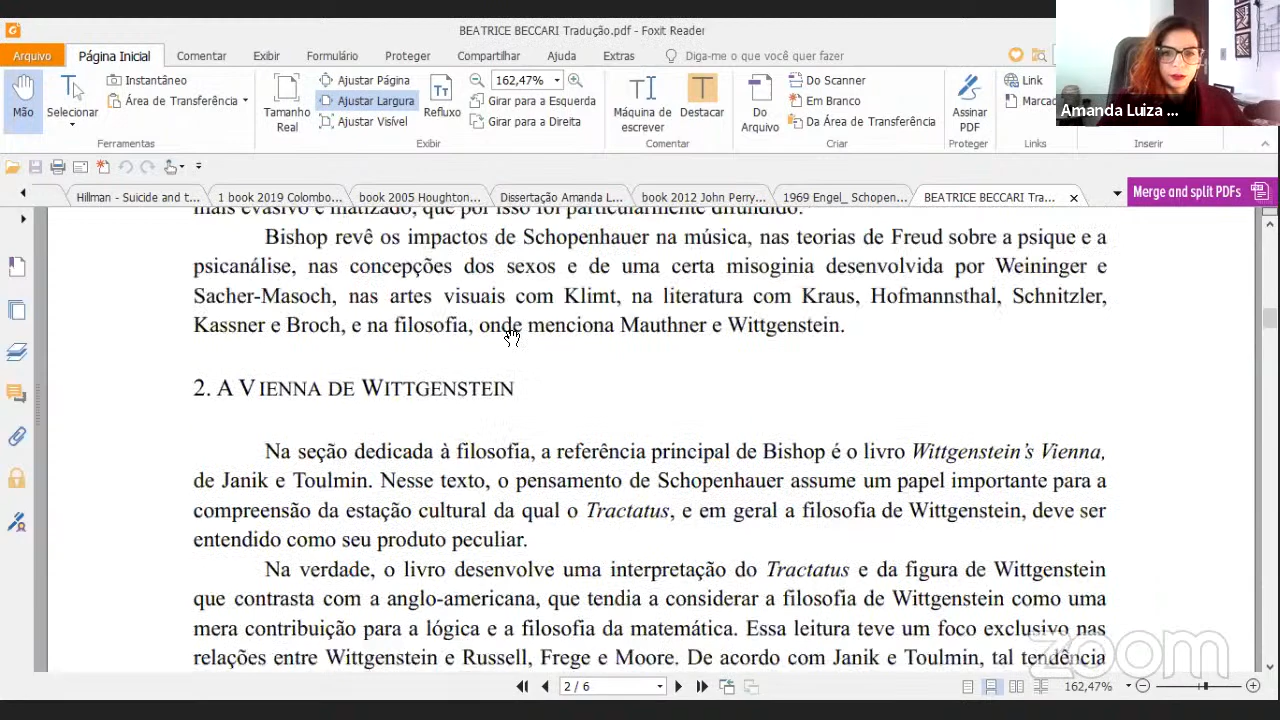 BEATRICE BECCARI Tradução.pdf - Foxit Reader
Arquivo Página Inicial Comentar Exibir Formulário Proteger Compartilhar Ajuda Extras Diga-me o que você quer fazer
Mão
Selecionar
Instantâneo
Área de Transferência
Ferramentas
Tamanho
Real
Ajustar Página
Ajustar Largura
Ajustar Visível
Refluxo
162,47%
Girar para a Esquerda
Girar para a Direita
Exibir
Máquina de
escrever
Destacar
Comentar
Do
Arquivo
Do Scanner
Em Branco
Da Área de Transferência
Criar
Assinar
PDF
Proteger
Link
Marcad
Links
Inserir
Amanda Luiza ...
Hillman - Suicide and t... 1 book 2019 Colombo... book 2005 Houghton... Dissertação Amanda L... book 2012 John Perry... 1969 Engel_ Schopen... BEATRICE BECCARI Tra...
Merge and split PDFs
mais evasivo e matizado, que por isso foi particularmente difundido.
Bishop revê os impactos de Schopenhauer na música, nas teorias de Freud sobre a psique e a
psicanálise, nas concepções dos sexos e de uma certa misoginia desenvolvida por Weininger e
Sacher-Masoch, nas artes visuais com Klimt, na literatura com Kraus, Hofmannsthal, Schnitzler,
Kassner e Broch, e na filosofia, onde menciona Mauthner e Wittgenstein.
2. A VIENNA DE WITTGENSTEIN
Na seção dedicada à filosofia, a referência principal de Bishop é o livro Wittgenstein's Vienna,
de Janik e Toulmin. Nesse texto, o pensamento de Schopenhauer assume um papel importante para a
compreensão da estação cultural da qual o Tractatus, e em geral a filosofia de Wittgenstein, deve ser
entendido como seu produto peculiar.
Na verdade, o livro desenvolve uma interpretação do Tractatus e da figura de Wittgenstein
que contrasta com a anglo-americana, que tendia a considerar a filosofia de Wittgenstein como uma
mera contribuição para a lógica e a filosofia da matemática. Essa leitura teve um foco exclusivo nas
relações entre Wittgenstein e Russell, Frege e Moore. De acordo com Janik e Toulmin, tal tendência
zoom
2 / 6
162,47%